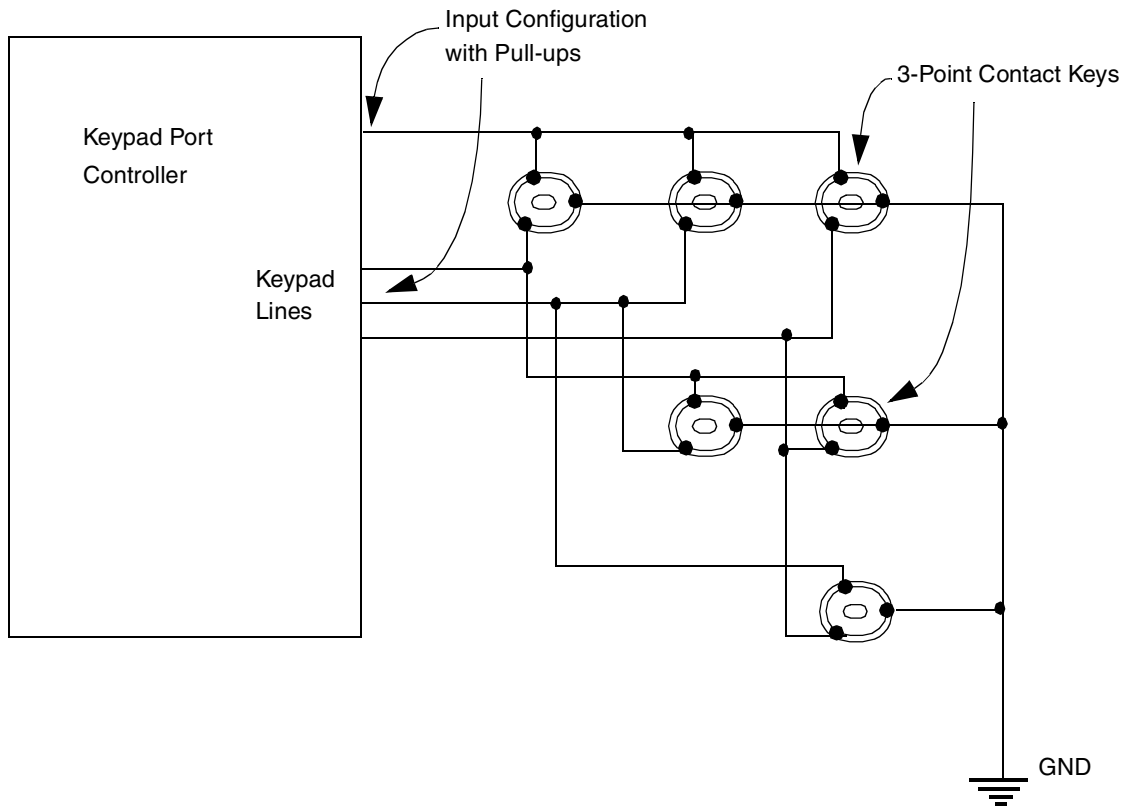 Input Configuration
with Pull-ups
3-Point Contact Keys
Keypad Port
Controller
Keypad
Lines
GND